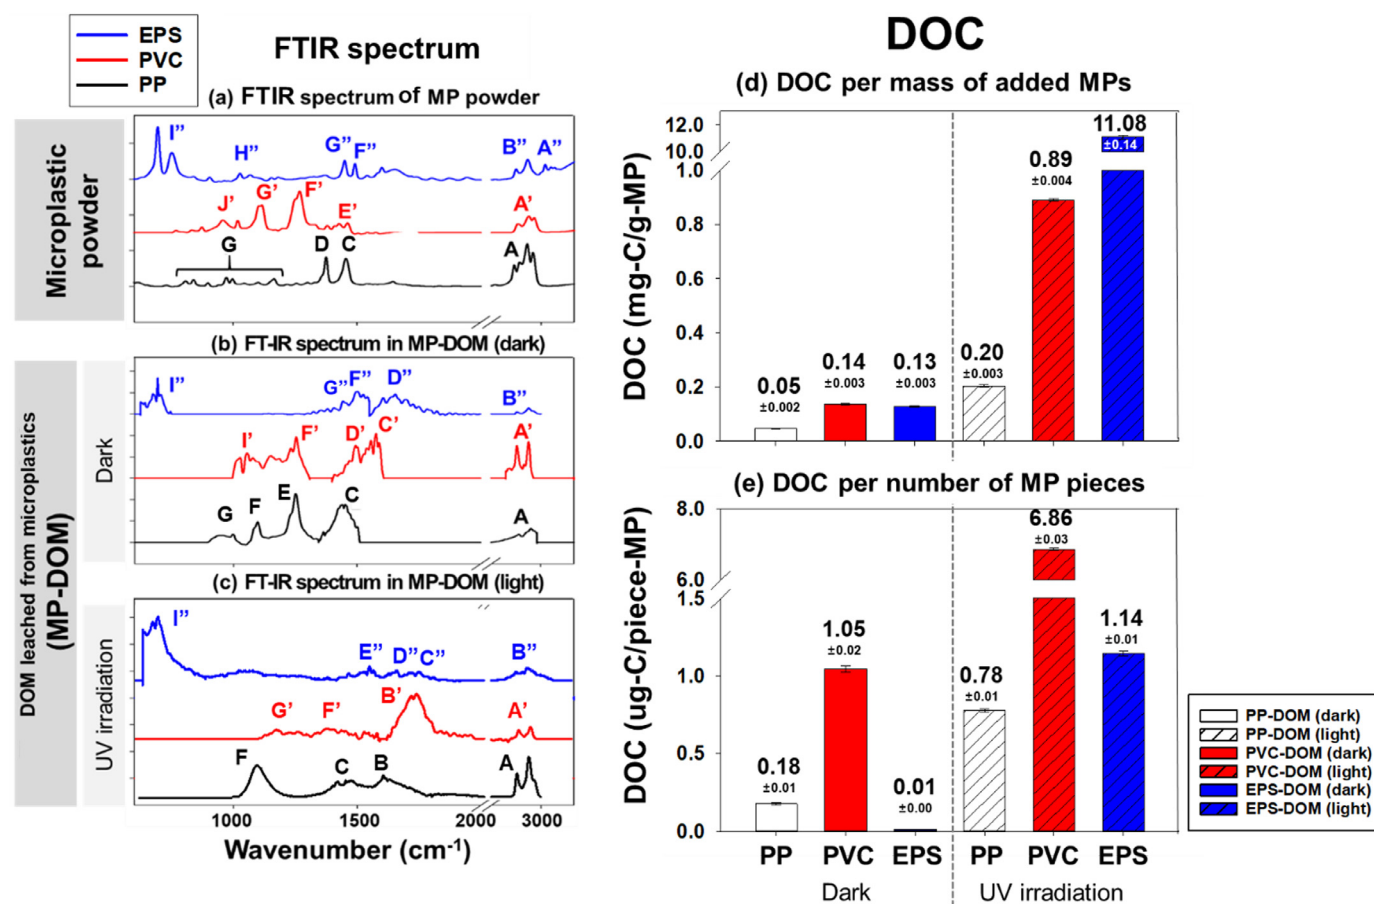 EPS
PVC
PP
FTIR spectrum
(a) FTIR spectrum of MP powder
Microplastic powder
I”
H”
G”
F”
B”
A”
J’
G’
F’
E’
A’
G
D
C
A
(b) FT-IR spectrum in MP-DOM (dark)
DOM leached from microplastics
(MP-DOM)
Dark
I”
G”
F”
D”
B”
I’
F’
D’
C’
A’
G
F
E
C
A
(c) FT-IR spectrum in MP-DOM (light)
UV irradiation
I”
E”
D”
C”
B”
G’
F’
B’
A’
F
C
B
A
1000
1500
2000
3000
Wavenumber (cm-1)
DOC
(d) DOC per mass of added MPs
DOC (mg-C/g-MP)
12.0
10.0
1.0
0.8
0.6
0.4
0.2
0.0
0.05
±0.002
0.14
±0.003
0.13
±0.003
0.20
±0.003
0.89
±0.004
11.08
±0.14
(e) DOC per number of MP pieces
DOC (ug-C/piece-MP)
8.0
6.0
1.5
1.0
0.5
0.0
0.18
±0.01
1.05
±0.02
0.01
±0.00
0.78
±0.01
6.86
±0.03
1.14
±0.01
PP PVC EPS PP PVC EPS
Dark UV irradiation
PP-DOM (dark)
PP-DOM (light)
PVC-DOM (dark)
PVC-DOM (light)
EPS-DOM (dark)
EPS-DOM (light)